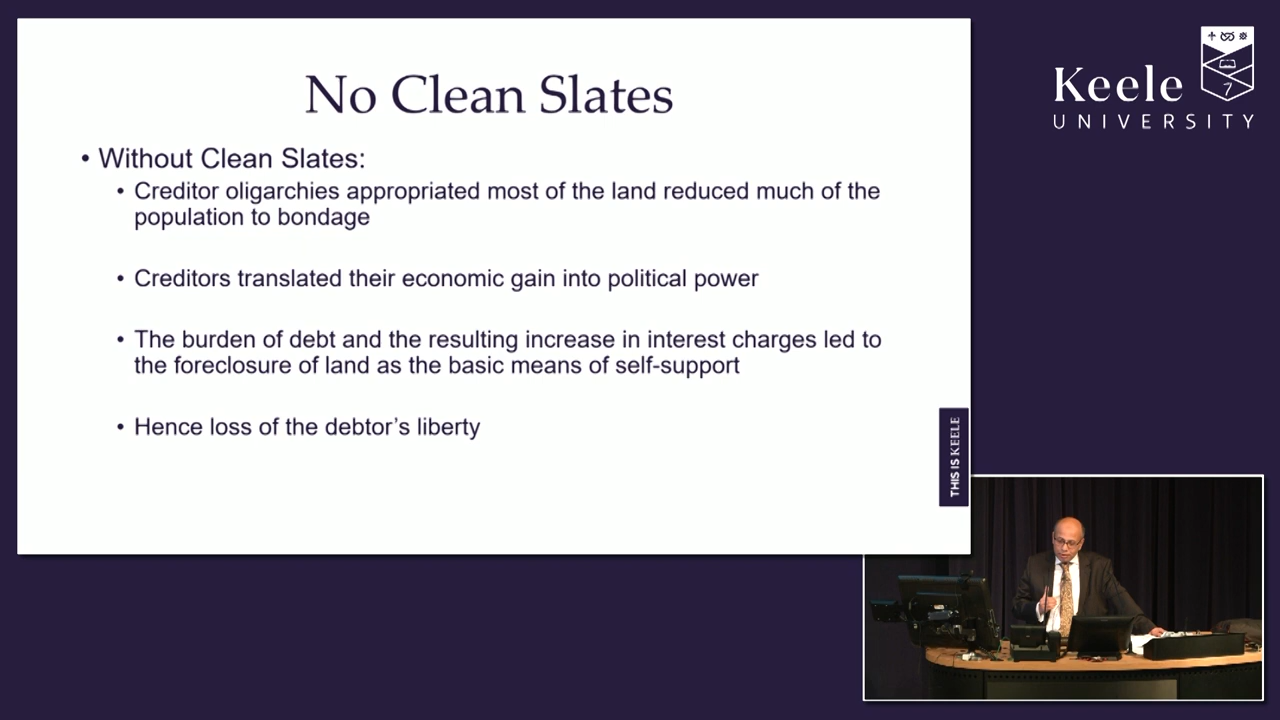 No Clean Slates
• Without Clean Slates:
• Creditor oligarchies appropriated most of the land reduced much of the
population to bondage
• Creditors translated their economic gain into political power
• The burden of debt and the resulting increase in interest charges led to
the foreclosure of land as the basic means of self-support
• Hence loss of the debtor’s liberty
THIS IS KEELE
Keele
UNIVERSITY